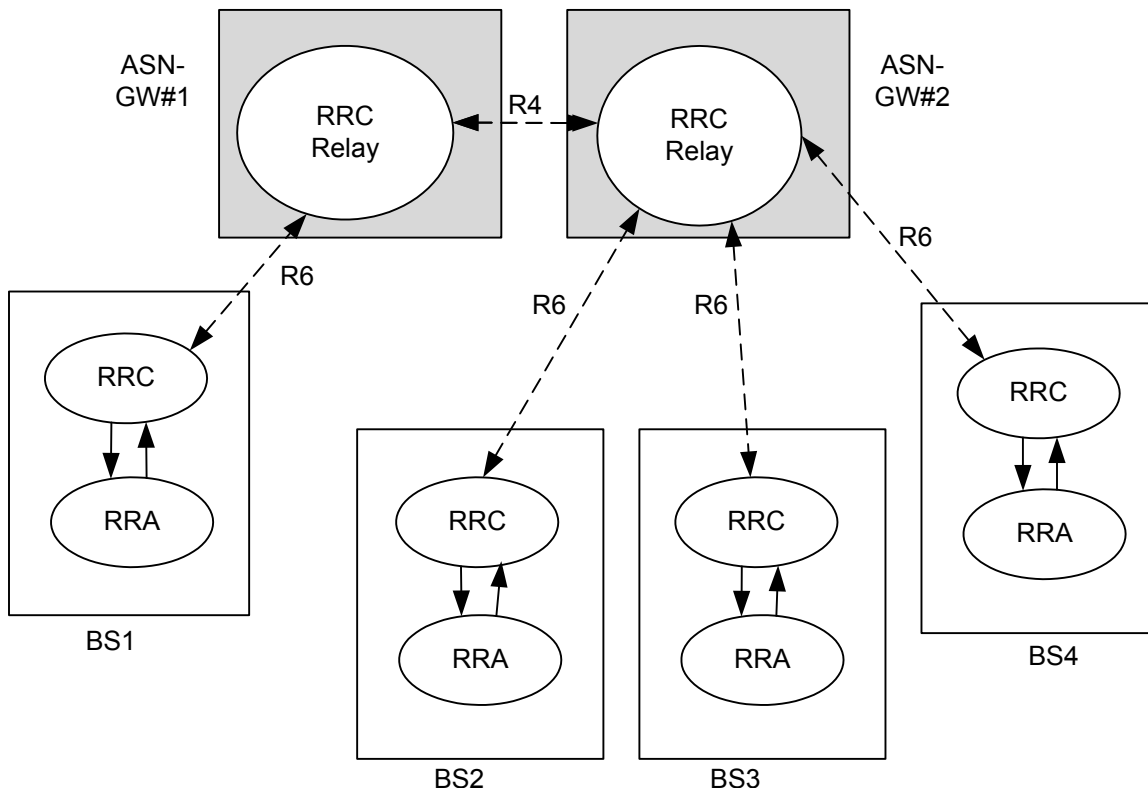 ASN-
GW#1
RRC
Relay
R4
RRC
Relay
ASN-
GW#2
R6
R6
R6
R6
RRC
RRA
BS1
RRC
RRA
BS2
RRC
RRA
BS3
RRC
RRA
BS4